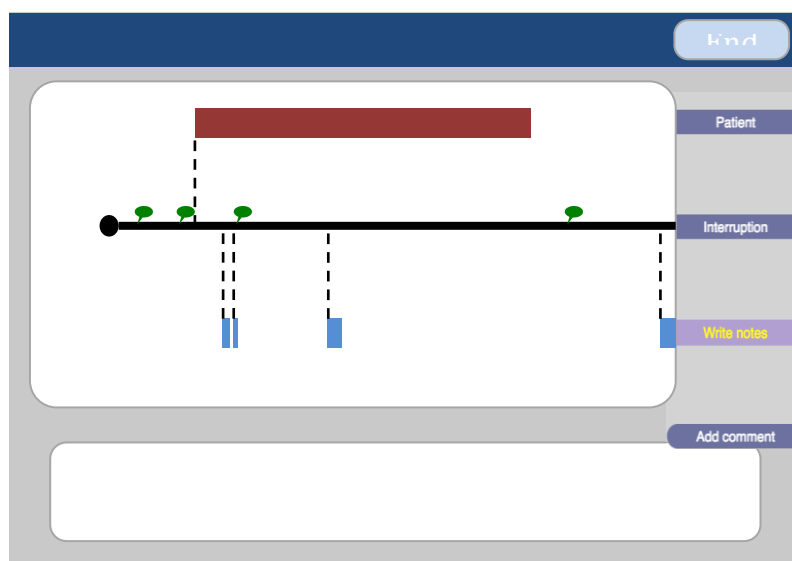 Patient
Interruption
Write notes
Add comment